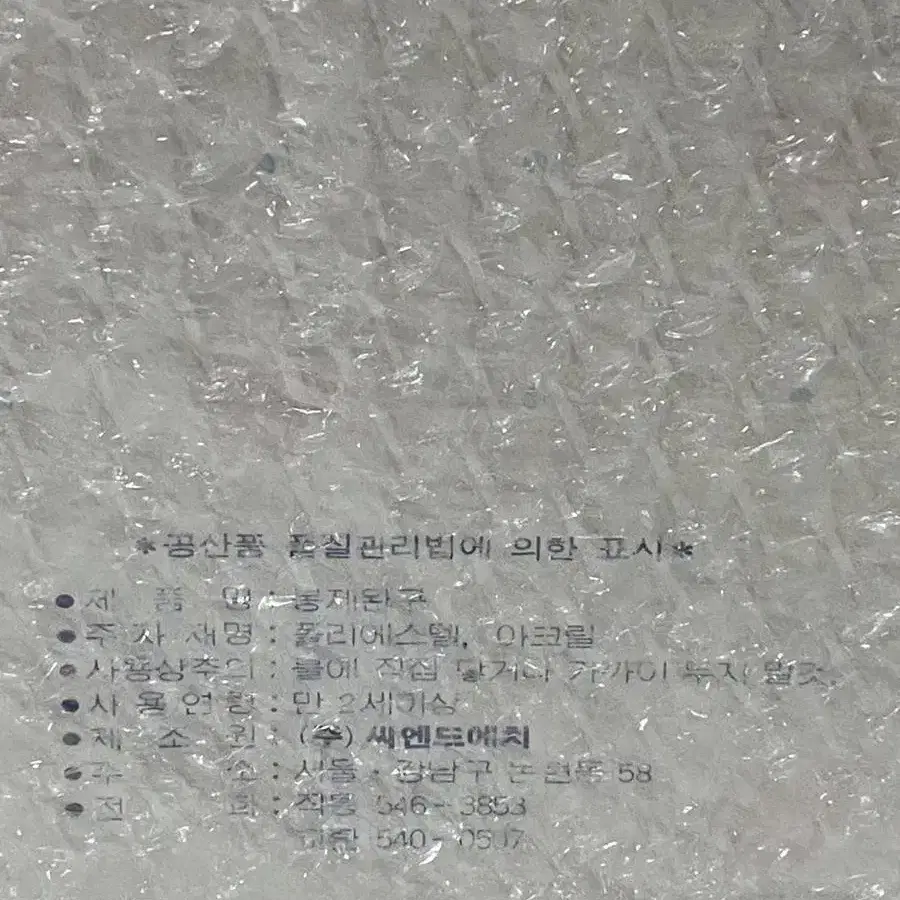 *공산품 품질관리법에 의한 표시*
● 제 품 명 : 봉제완구
● 주 자 재명 : 폴리에스텔, 아크릴
● 사용상주의 : 불에 직접 닿거나 가까이 두지 말것.
● 사 용 연 령 : 만 2세이상
● 제 조 원 : (주) 씨엔드에치
● 주 소 : 서울 · 강남구 논현동 58
● 전 화 : 직통 546-3853
540-0507